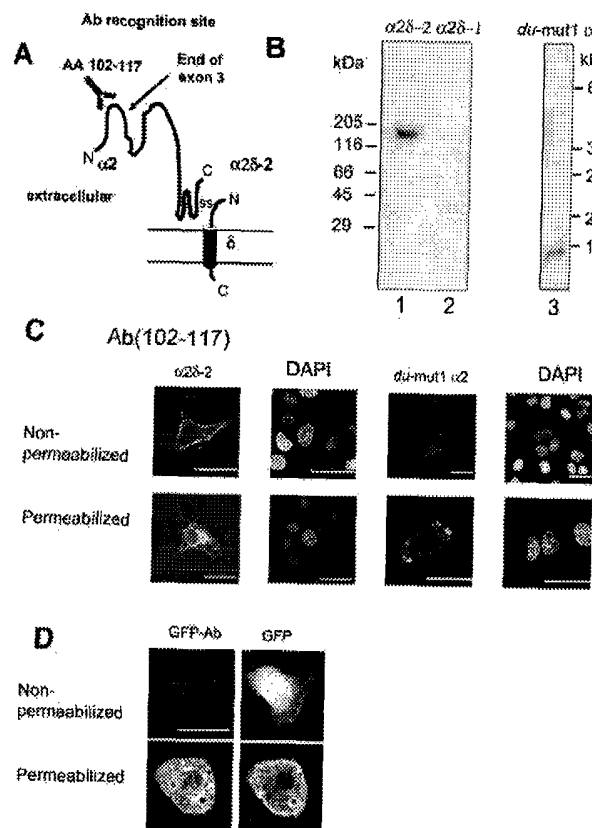 Ab recognition site
A
AA 102-117
End of
exon 3
N
α2
C
α2δ-2
extracellular
ss
N
δ
C
B
α2δ-2 α2δ-1
kDa
205
116
66
45
29
1 2
du-mut1 α
3
C
Ab(102-117)
α2δ-2
DAPI
du-mut1 α2
DAPI
Non-
permeabilized
Permeabilized
D
GFP-Ab
GFP
Non-
permeabilized
Permeabilized